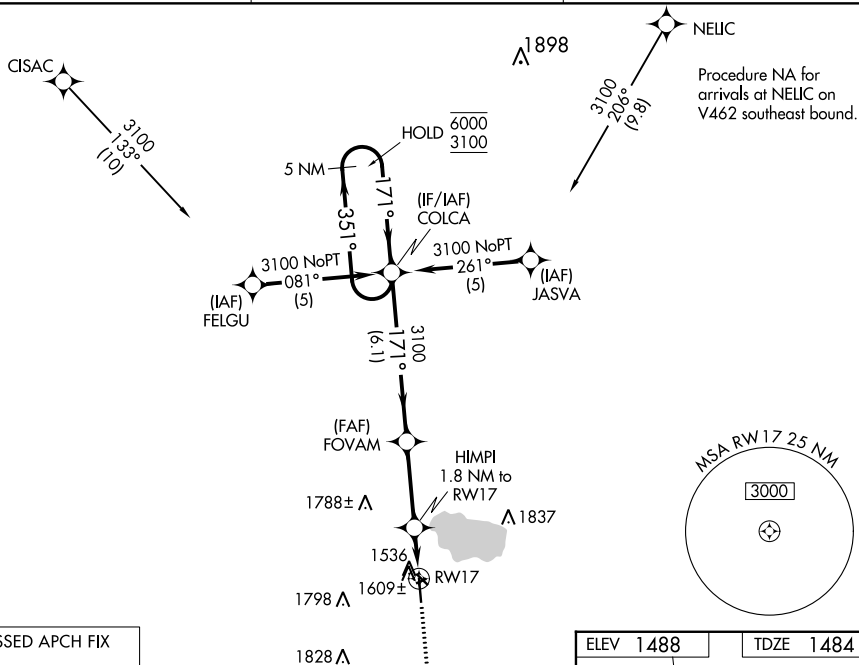 1898
NELIC
CISAC
Procedure NA for
arrivals at NELIC on
V462 southeast bound.
3100
206°
(9.8)
3100
133°
(10)
HOLD
6000
3100
5 NM
171°
351°
(IF/IAF)
COLCA
3100 NoPT
081°
(5)
3100 NoPT
261°
(5)
(IAF)
FELGU
(IAF)
JASVA
3100
171°
(6.1)
(FAF)
FOVAM
HIMPI
1.8 NM to
RW17
MSA RW17 25 NM
3000
1788±
1837
1536
1609±
RW17
1798
1828
SSED APCH FIX
ELEV 1488
TDZE 1484